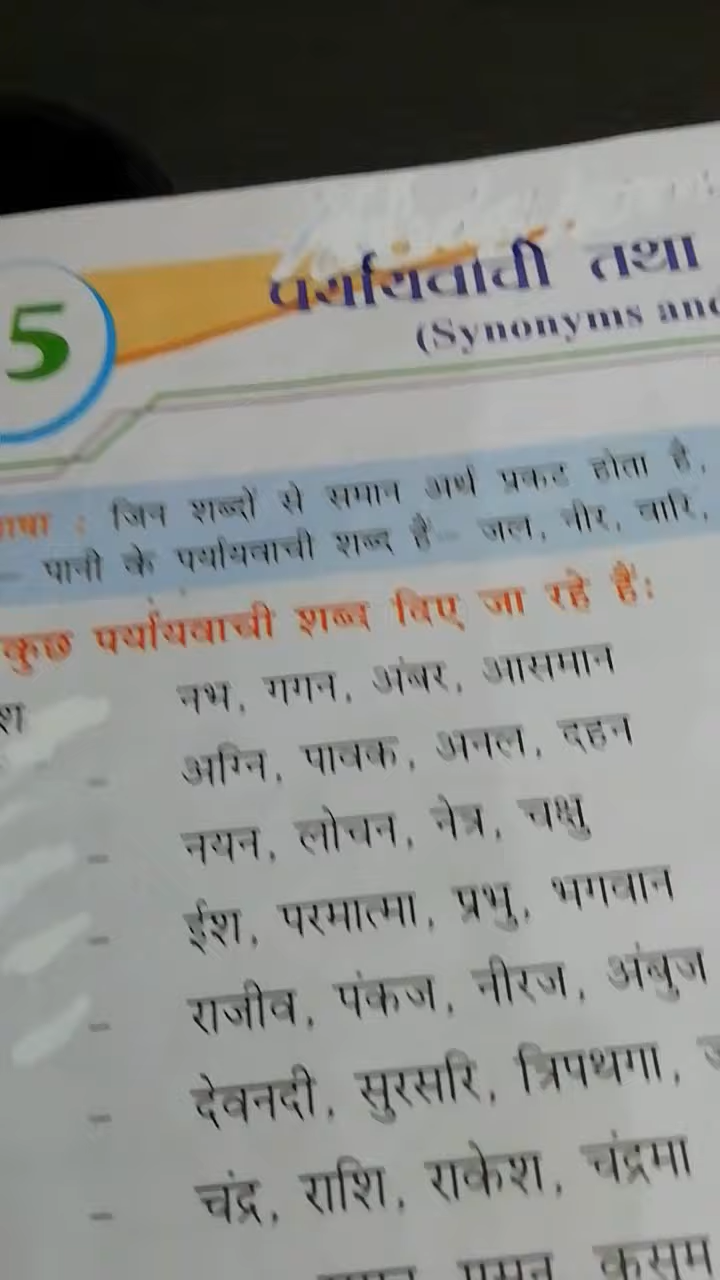 5
पर्यायवाची तथा
(Synonyms and
जिन शब्दों से समान अर्थ प्रकट होता है,
– पानी के पर्यायवाची शब्द हैं– जल, नीर, वारि,
कुछ पर्यायवाची शब्द दिए जा रहे हैं:
नभ, गगन, अंबर, आसमान
– अग्नि, पावक, अनल, दहन
– नयन, लोचन, नेत्र, चक्षु
– ईश, परमात्मा, प्रभु, भगवान
– राजीव, पंकज, नीरज, अंबुज
– देवनदी, सुरसरि, त्रिपथगा,
– चंद्र, राशि, राकेश, चंद्रमा